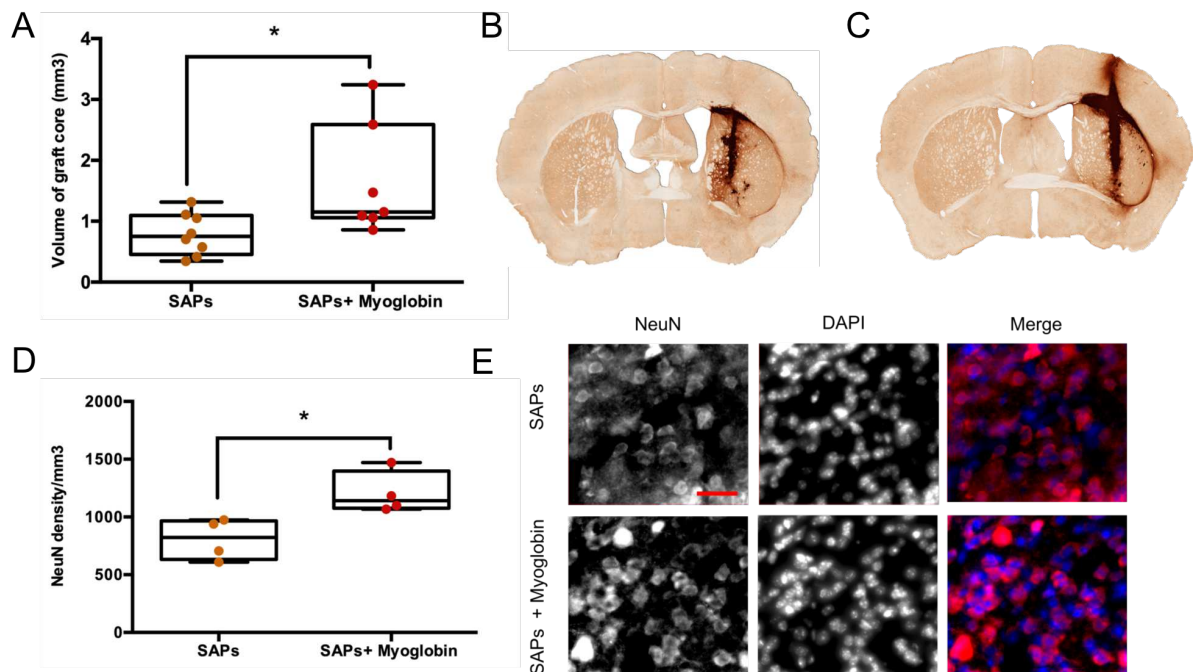 A
Volume of graft core (mm3)
4
3
2
1
0
*
SAPs
SAPs+ Myoglobin
B
C
D
NeuN density/mm3
2000
1500
1000
500
0
*
SAPs
SAPs+ Myoglobin
E
NeuN
DAPI
Merge
SAPs
SAPs + Myoglobin